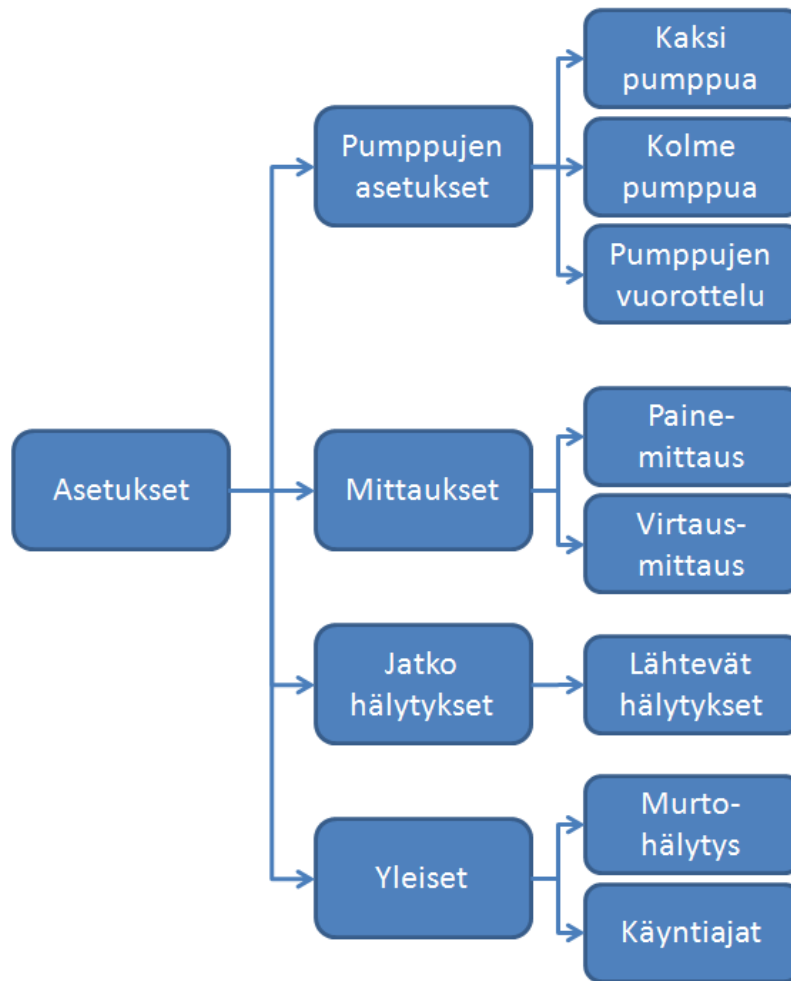 Kaksi
pumppua
Pumppujen
asetukset
Kolme
pumppua
Pumppujen
vuorottelu
Asetukset
Mittaukset
Paine-
mittaus
Virtaus-
mittaus
Jatko
hälytykset
Lähtevät
hälytykset
Yleiset
Murto-
hälytys
Käyntiajat